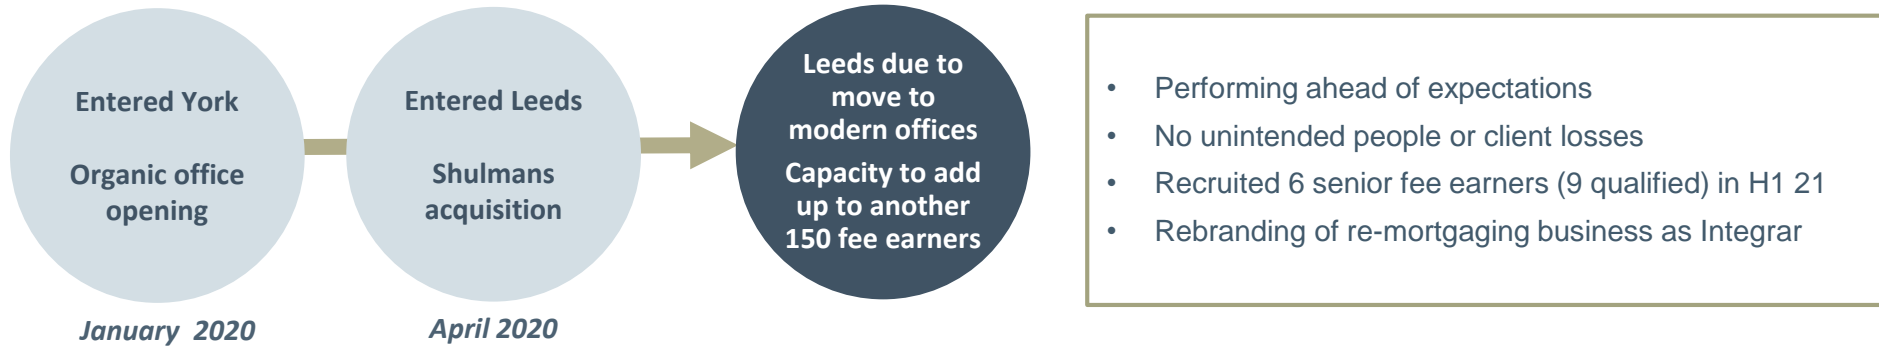 Entered York
Organic office
opening
January 2020
Entered Leeds
Shulmans
acquisition
April 2020
Leeds due to
move to
modern offices
Capacity to add
up to another
150 fee earners
• Performing ahead of expectations
• No unintended people or client losses
• Recruited 6 senior fee earners (9 qualified) in H1 21
• Rebranding of re-mortgaging business as Integrar